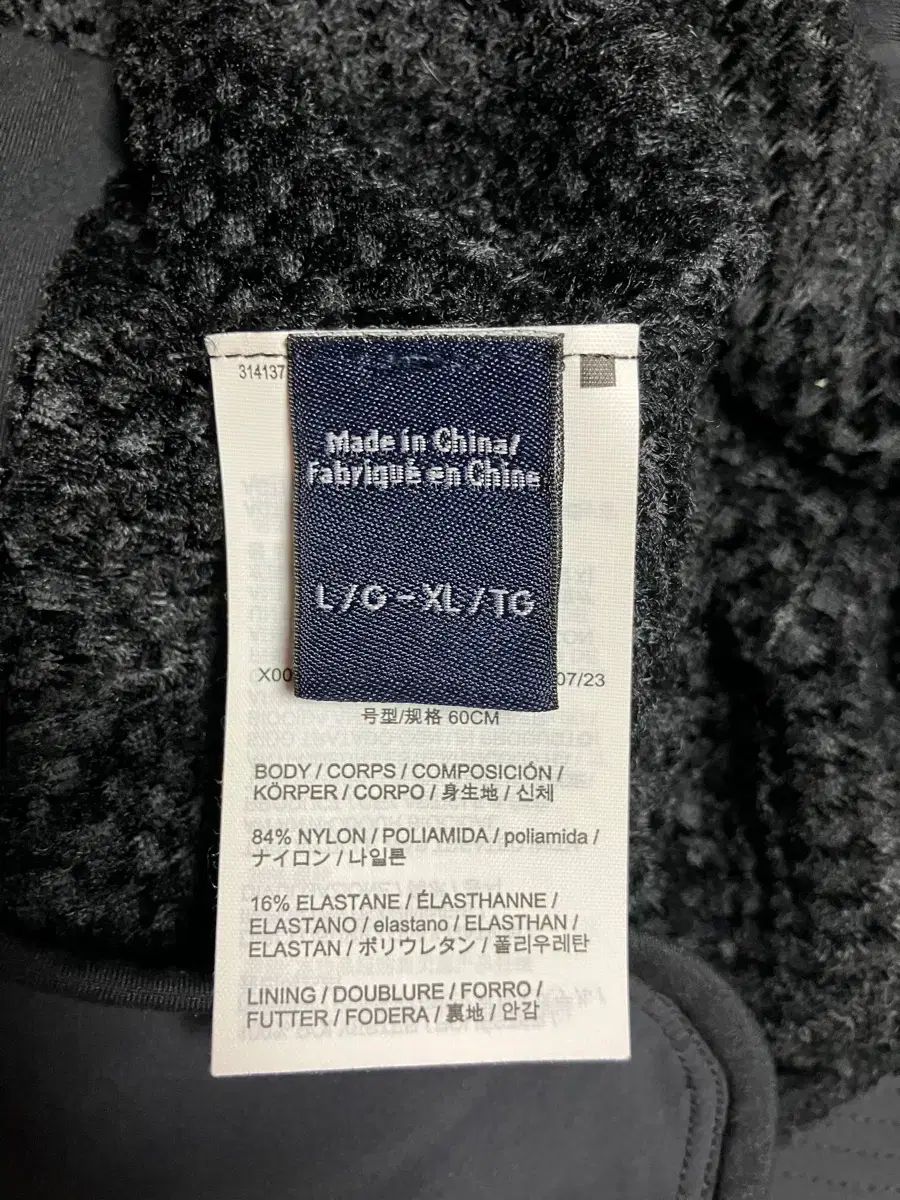 314137
Made in China/
Fabriqué en Chine
L/G-XL/TG
X00
07/23
号型/规格 60CM
BODY / CORPS / COMPOSICIÓN /
KÖRPER / CORPO / 身生地 / 신체
84% NYLON / POLIAMIDA / poliamida /
ナイロン / 나일론
16% ELASTANE / ÉLASTHANNE /
ELASTANO / elastano / ELASTHAN /
ELASTAN / ポリウレタン / 폴리우레탄
LINING / DOUBLURE / FORRO /
FUTTER / FODERA / 裏地 / 안감